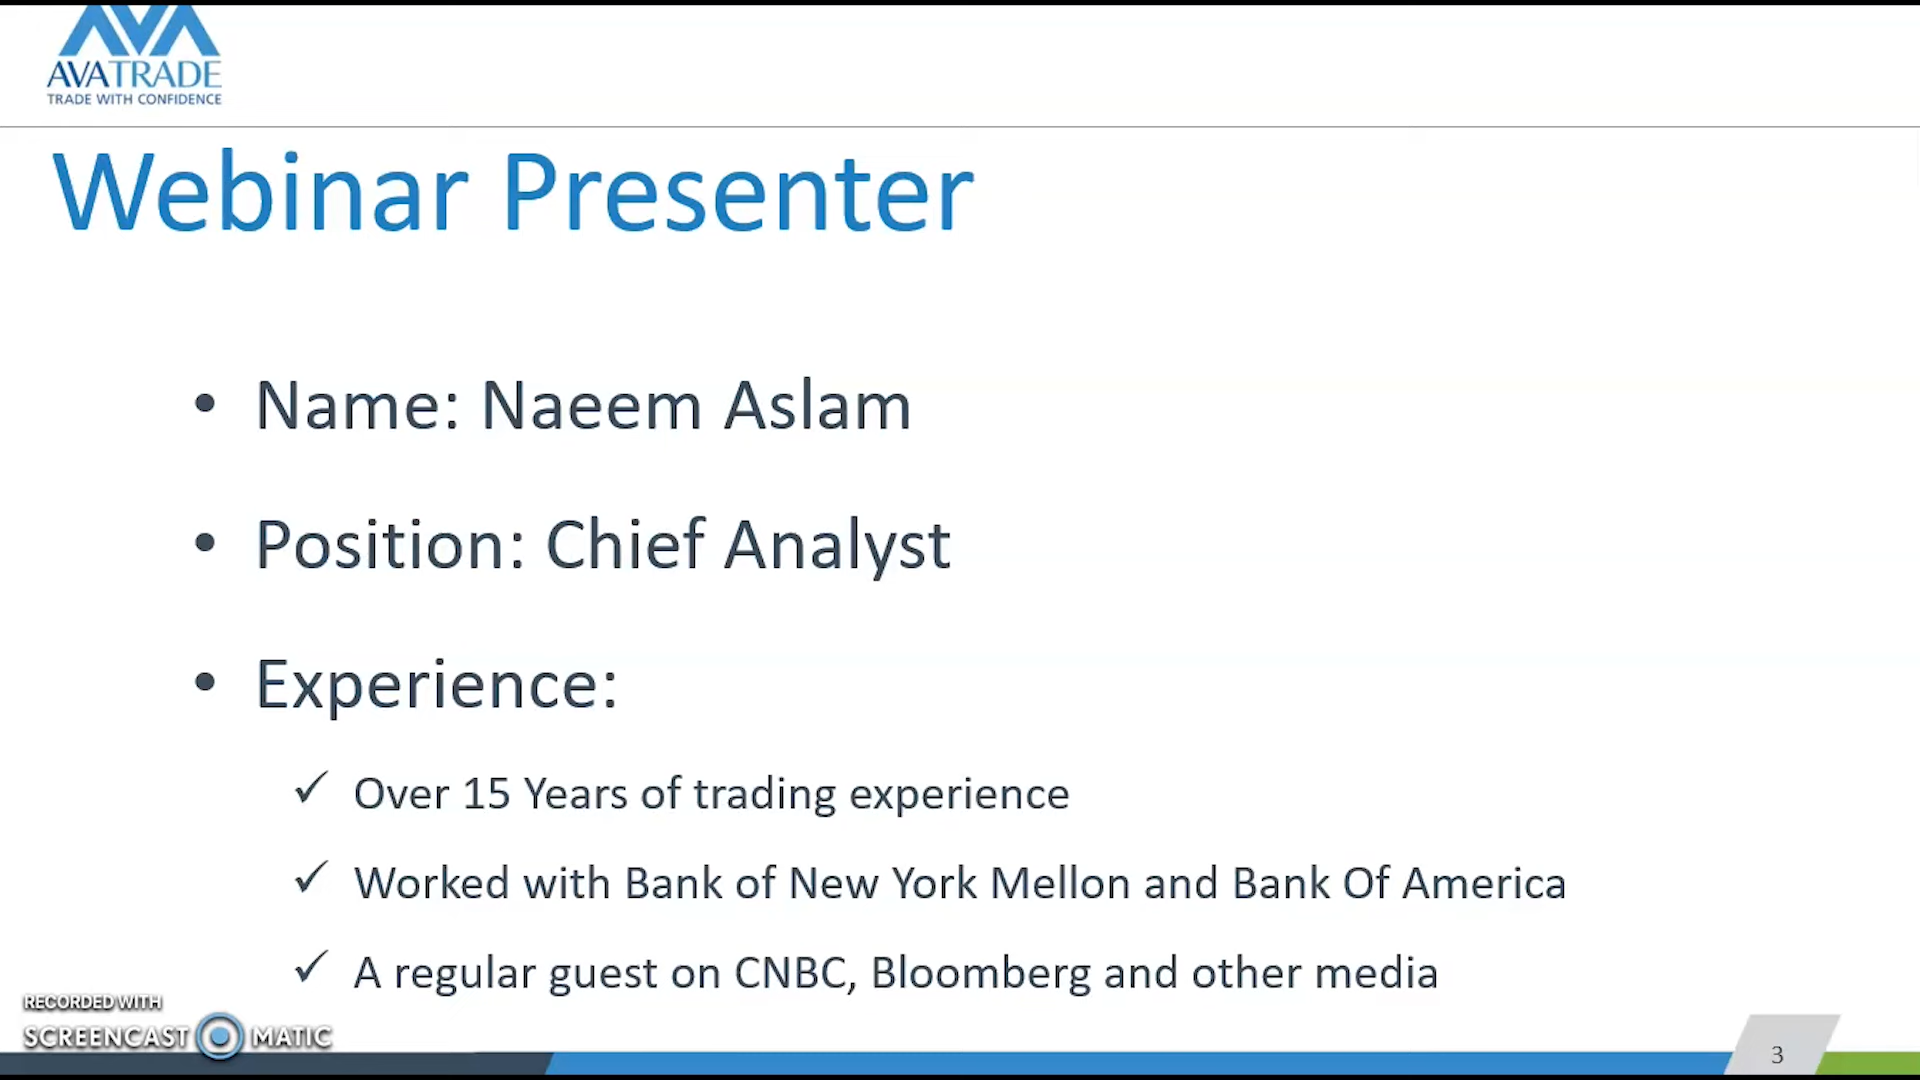 AVATRADE
TRADE WITH CONFIDENCE
Webinar Presenter
• Name: Naeem Aslam
• Position: Chief Analyst
• Experience:
✓ Over 15 Years of trading experience
✓ Worked with Bank of New York Mellon and Bank Of America
✓ A regular guest on CNBC, Bloomberg and other media
RECORDED WITH
SCREENCAST MATIC
3